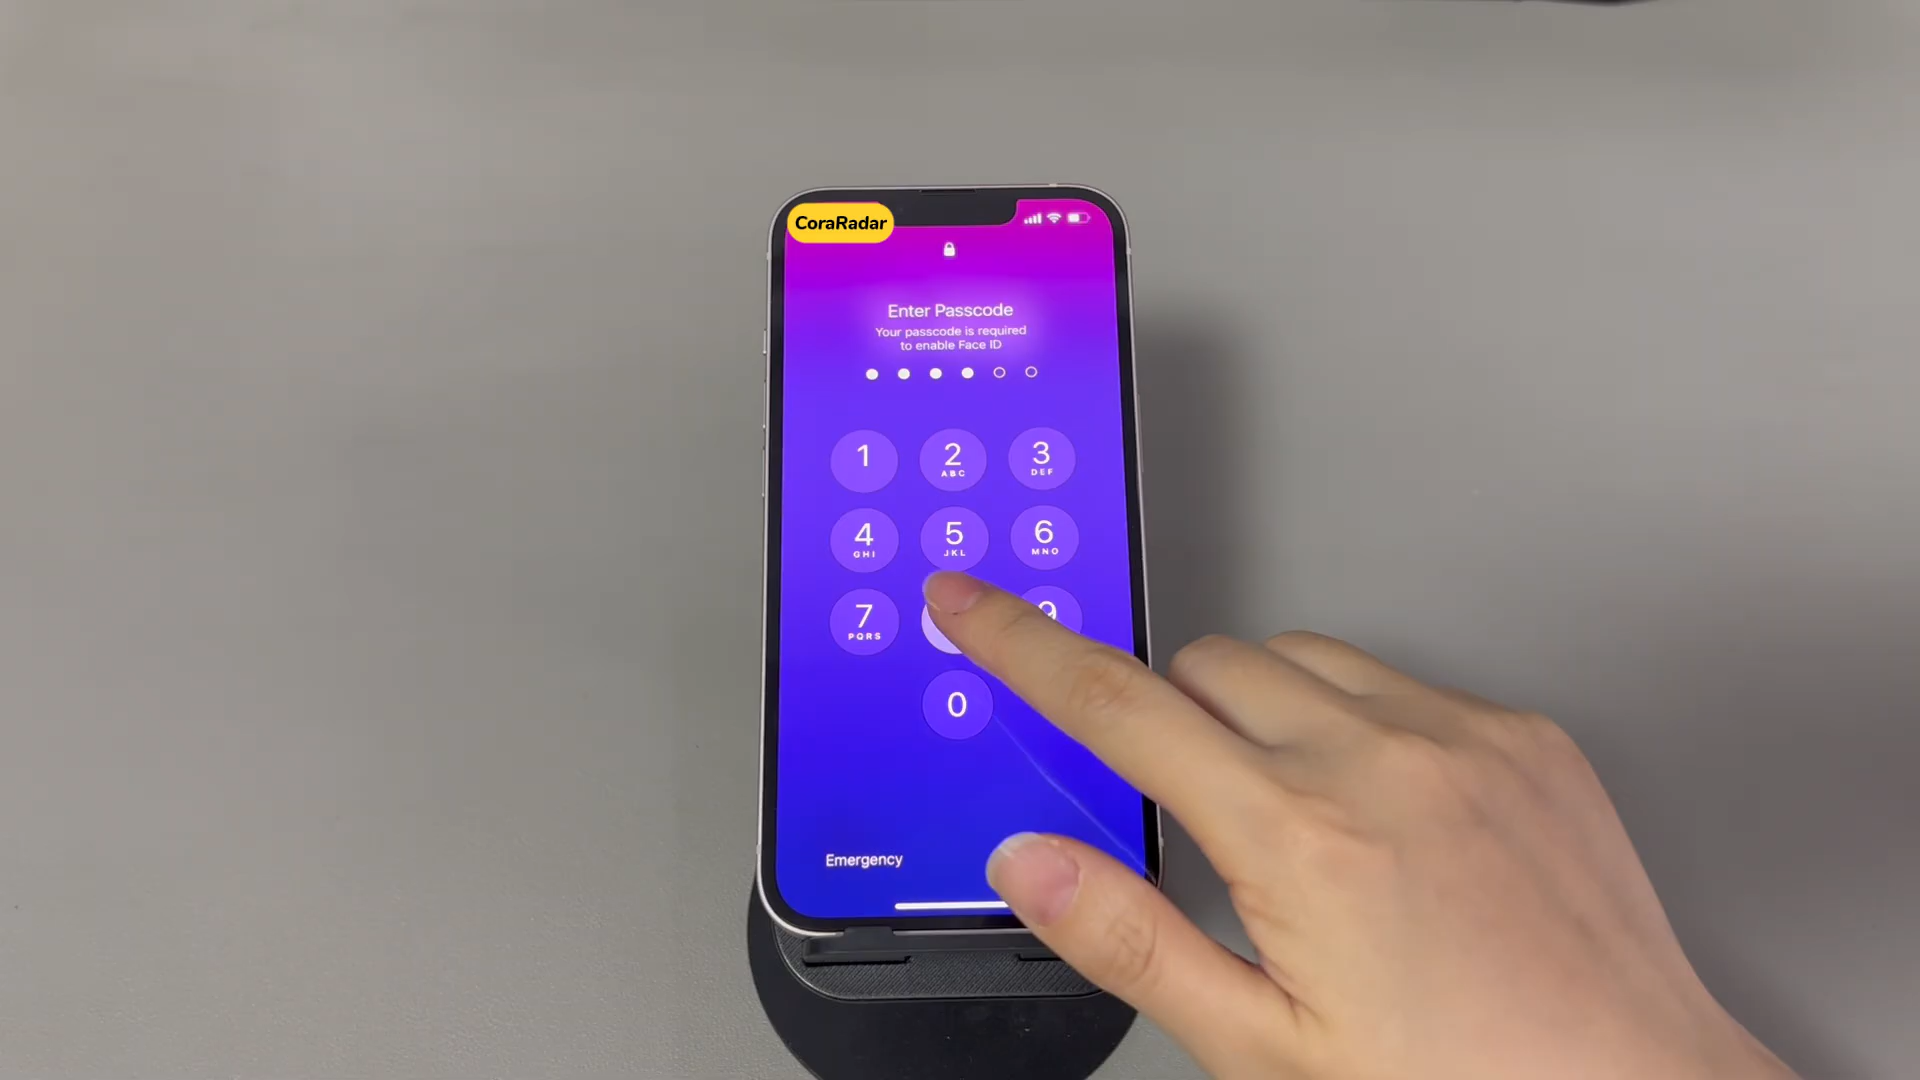 CoraRadar
Enter Passcode
Your passcode is required
to enable Face ID
1
2
ABC
3
DEF
4
GHI
5
JKL
6
MNO
7
PQRS
9
0
Emergency